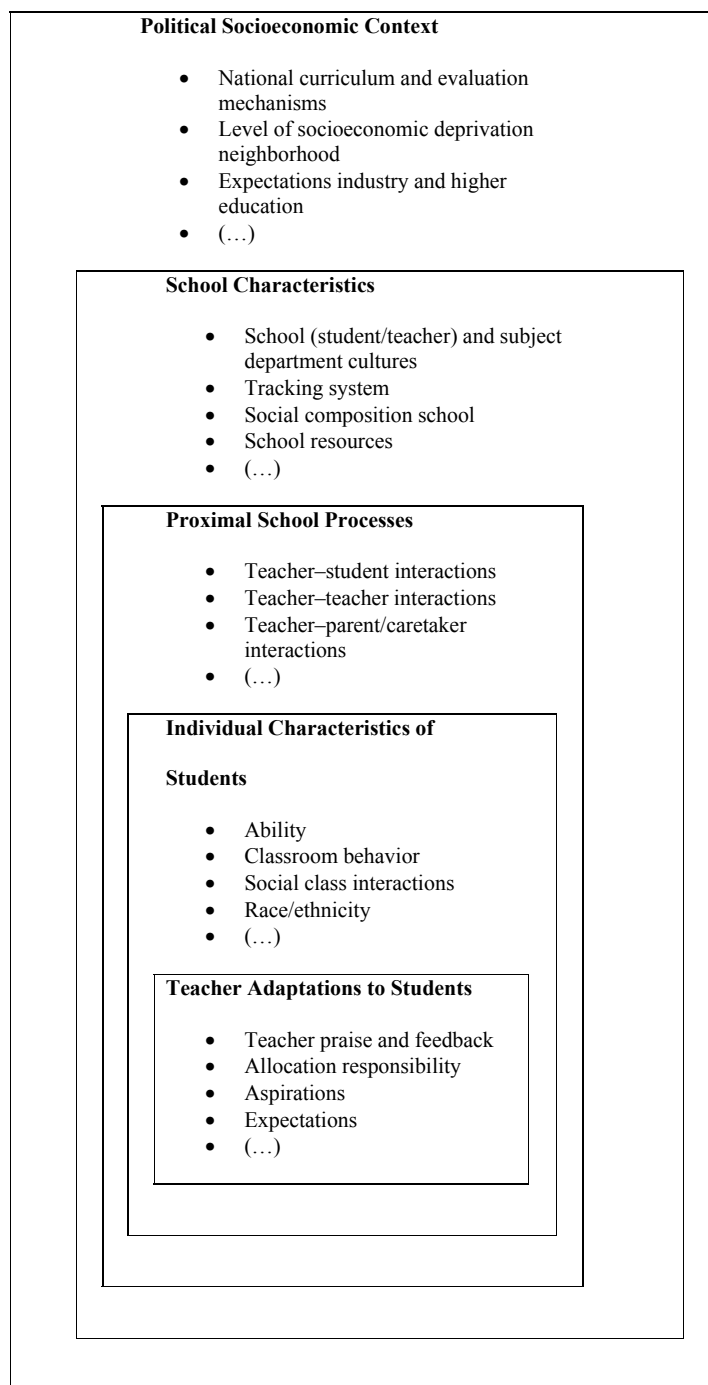 Political Socioeconomic Context
• National curriculum and evaluation
mechanisms
• Level of socioeconomic deprivation
neighborhood
• Expectations industry and higher
education
• (…)
School Characteristics
• School (student/teacher) and subject
department cultures
• Tracking system
• Social composition school
• School resources
• (…)
Proximal School Processes
• Teacher–student interactions
• Teacher–teacher interactions
• Teacher–parent/caretaker
interactions
• (…)
Individual Characteristics of
Students
• Ability
• Classroom behavior
• Social class interactions
• Race/ethnicity
• (…)
Teacher Adaptations to Students
• Teacher praise and feedback
• Allocation responsibility
• Aspirations
• Expectations
• (…)